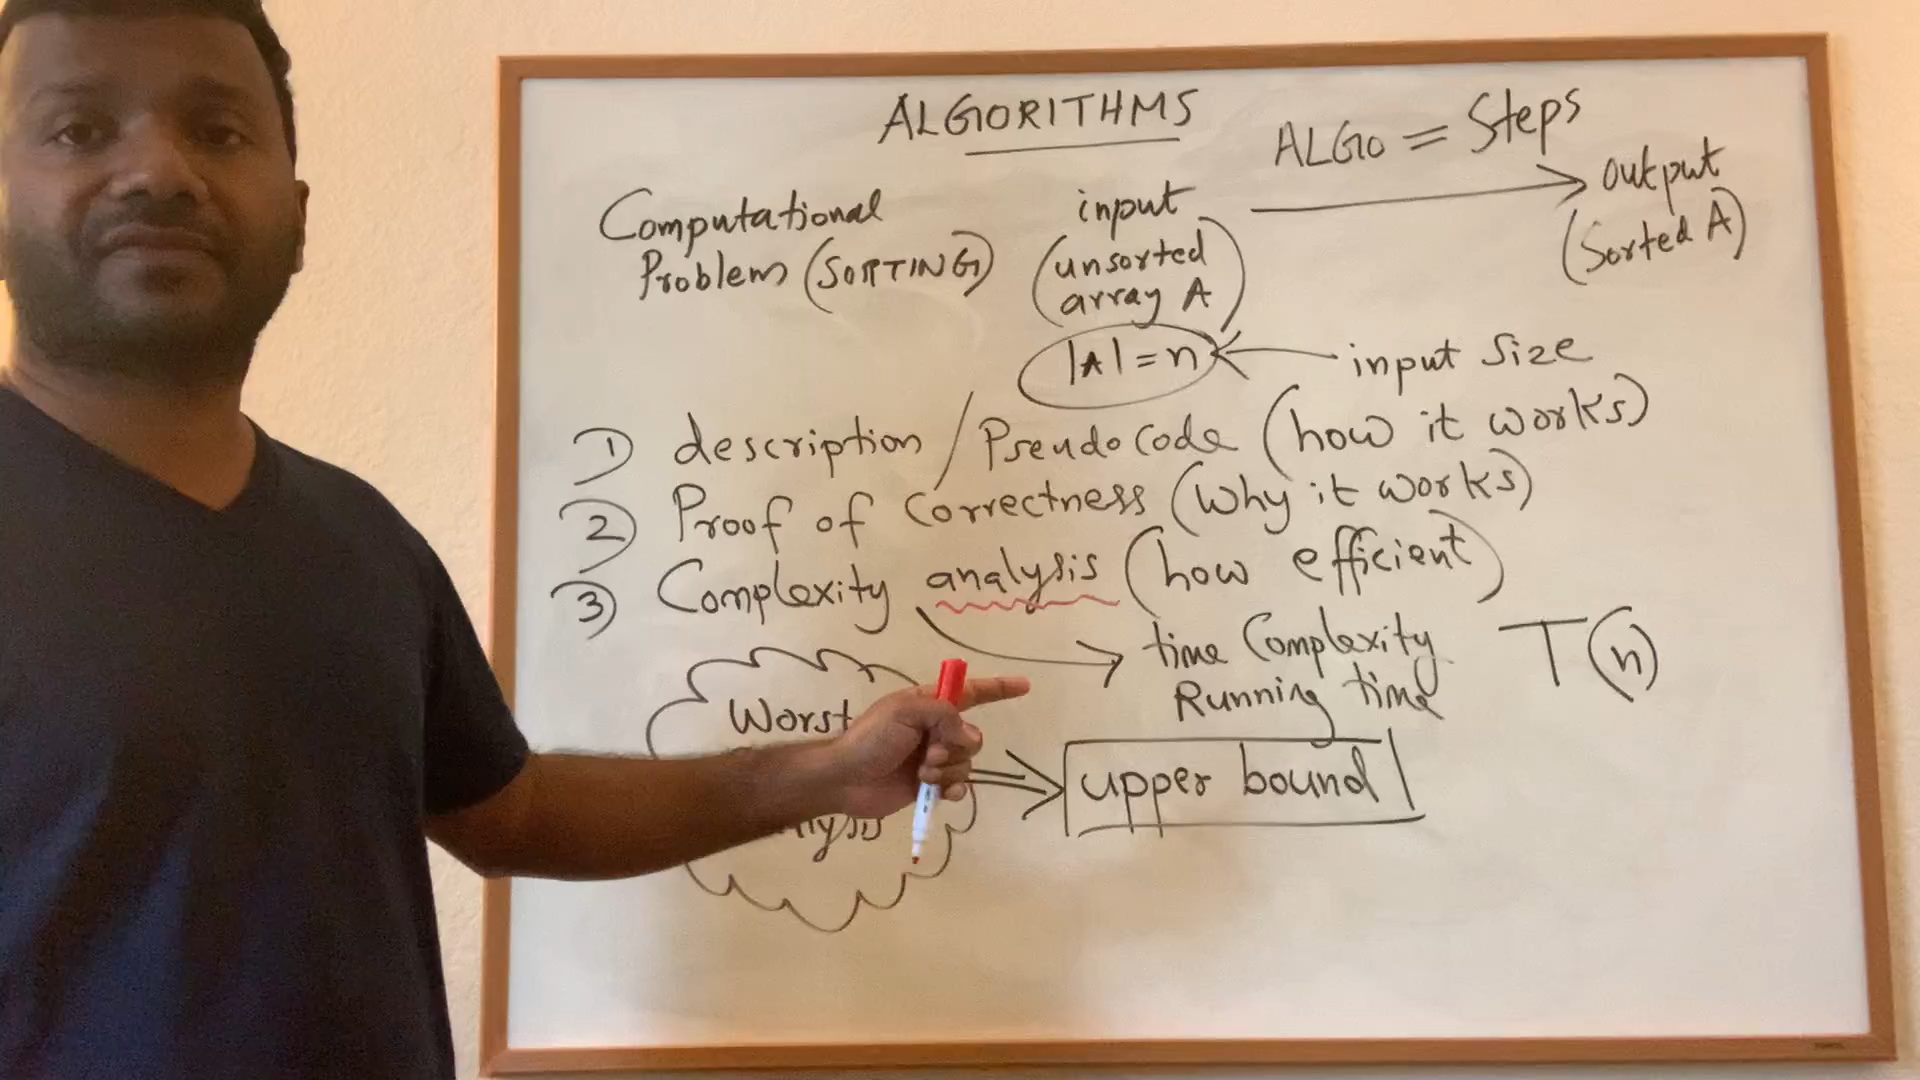 ALGORITHMS
ALGO = Steps
Computational
Problem (SORTING)
input
(unsorted
array A)
output
(Sorted A)
|A| = n
input size
1) description / Pseudocode (how it works)
2) Proof of Correctness (why it works)
3) Complexity analysis (how efficient)
time Complexity
Running time
T(n)
Worst
upper bound